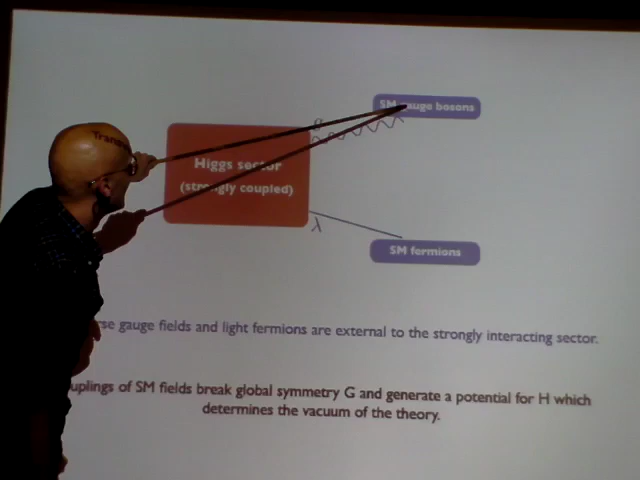 Trans
g
SM gauge bosons
Higgs sector
(strongly coupled)
λ
SM fermions
rse gauge fields and light fermions are external to the strongly interacting sector.
uplings of SM fields break global symmetry G and generate a potential for H which
determines the vacuum of the theory.